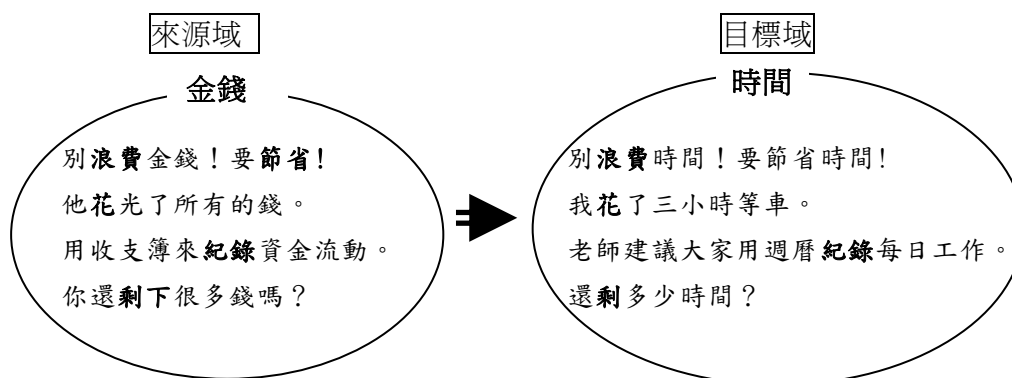 來源域
金錢
別浪費金錢！要節省！
他花光了所有的錢。
用收支簿來紀錄資金流動。
你還剩下很多錢嗎？
目標域
時間
別浪費時間！要節省時間！
我花了三小時等車。
老師建議大家用週曆紀錄每日工作。
還剩多少時間？